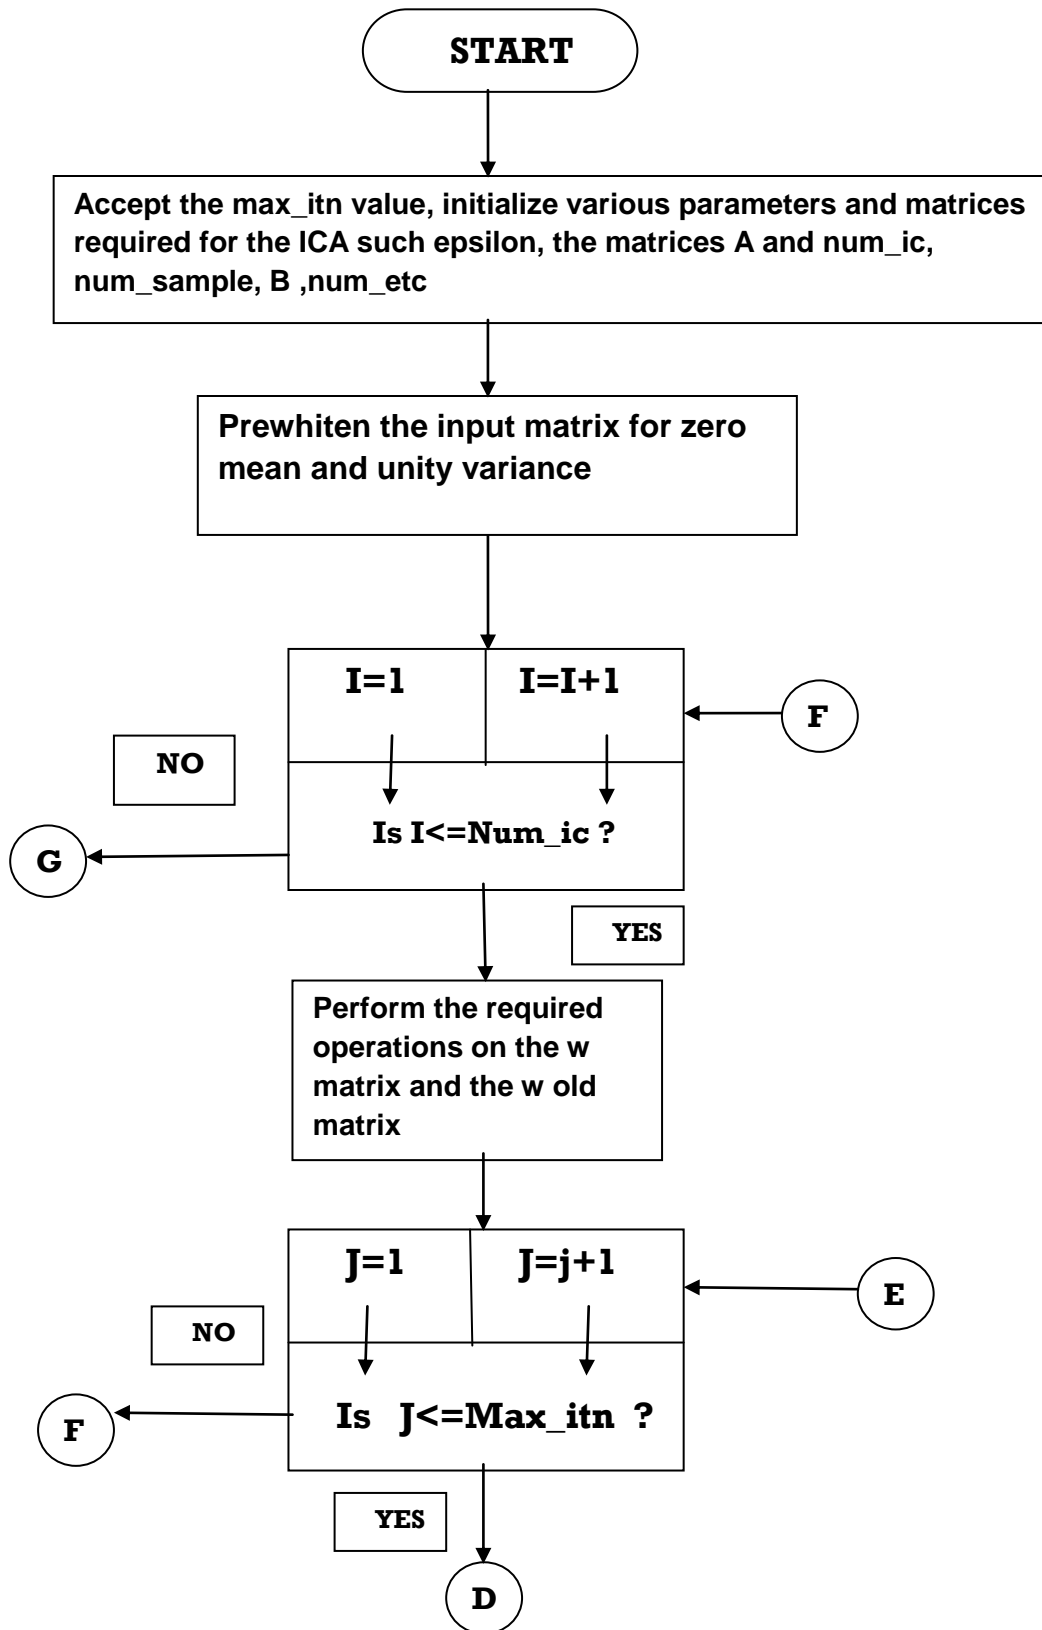 START
Accept the max_itn value, initialize various parameters and matrices
required for the ICA such epsilon, the matrices A and num_ic,
num_sample, B ,num_etc
Prewhiten the input matrix for zero
mean and unity variance
I=1 I=I+1
F
NO
Is I<=Num_ic ?
G
YES
Perform the required
operations on the w
matrix and the w old
matrix
J=1 J=j+1
E
NO
Is J<=Max_itn ?
F
YES
D